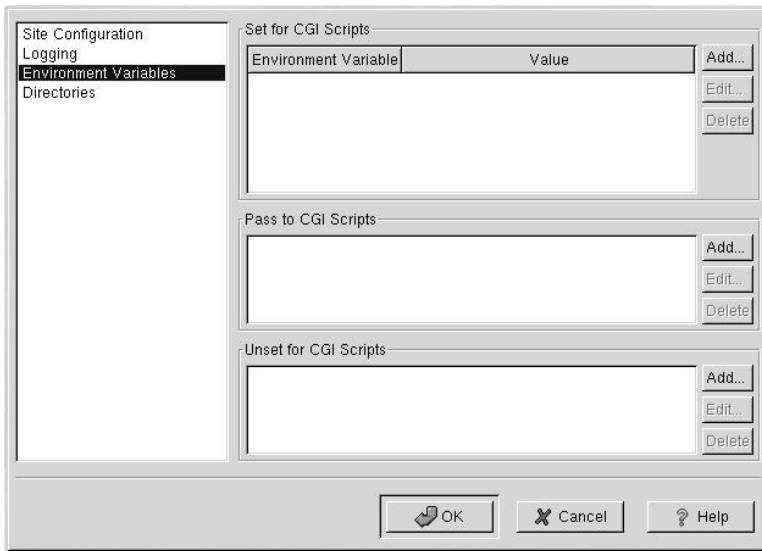 Site Configuration
Logging
Environment Variables
Directories
Set for CGI Scripts
Environment Variable Value
Add...
Edit...
Delete
Pass to CGI Scripts
Add...
Edit...
Delete
Unset for CGI Scripts
Add...
Edit...
Delete
OK Cancel ? Help